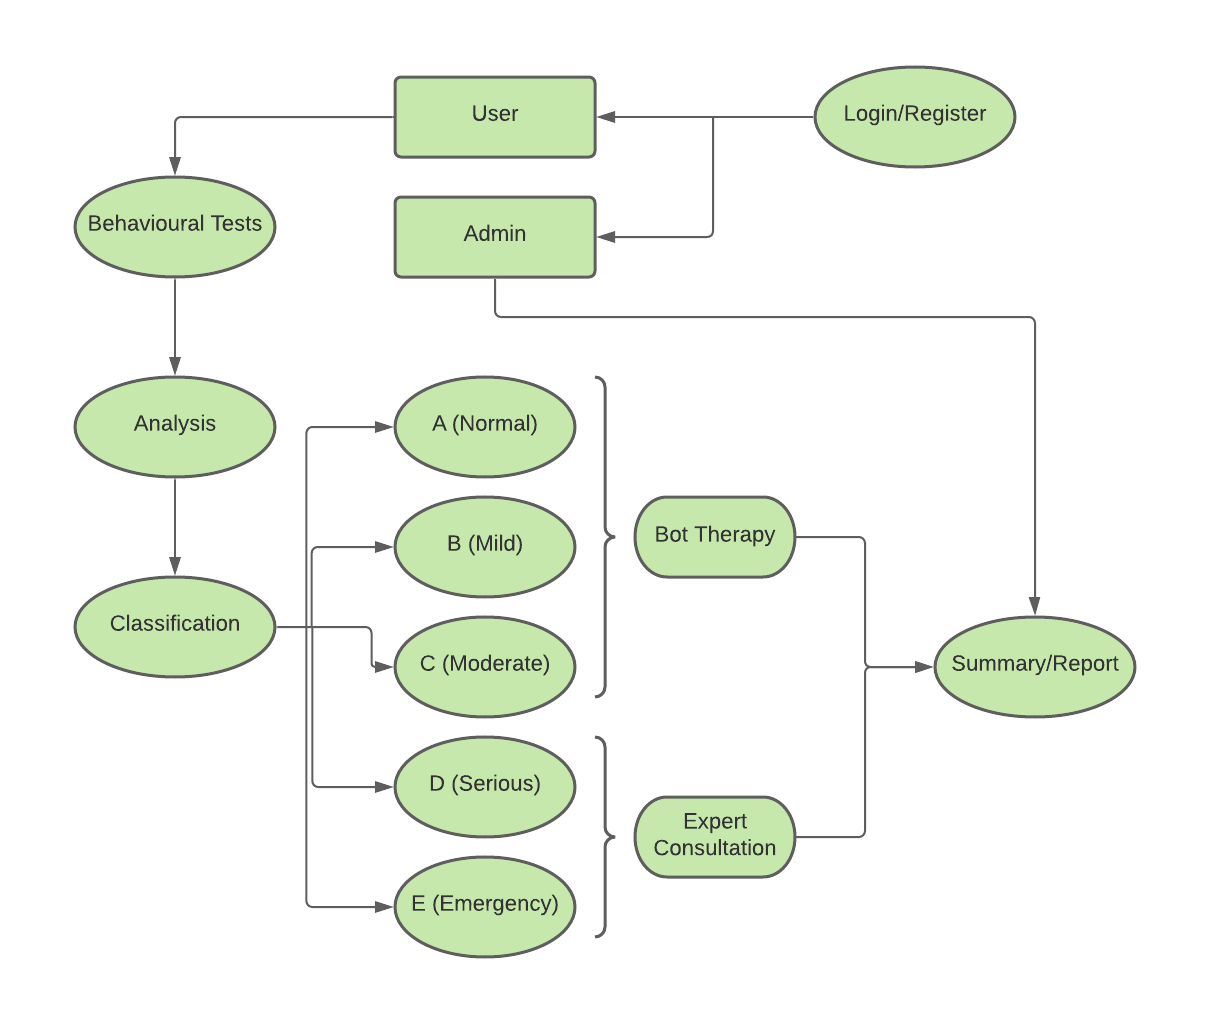 User
Login/Register
Admin
Behavioural Tests
Analysis
Classification
A (Normal)
B (Mild)
C (Moderate)
D (Serious)
E (Emergency)
Bot Therapy
Expert
Consultation
Summary/Report